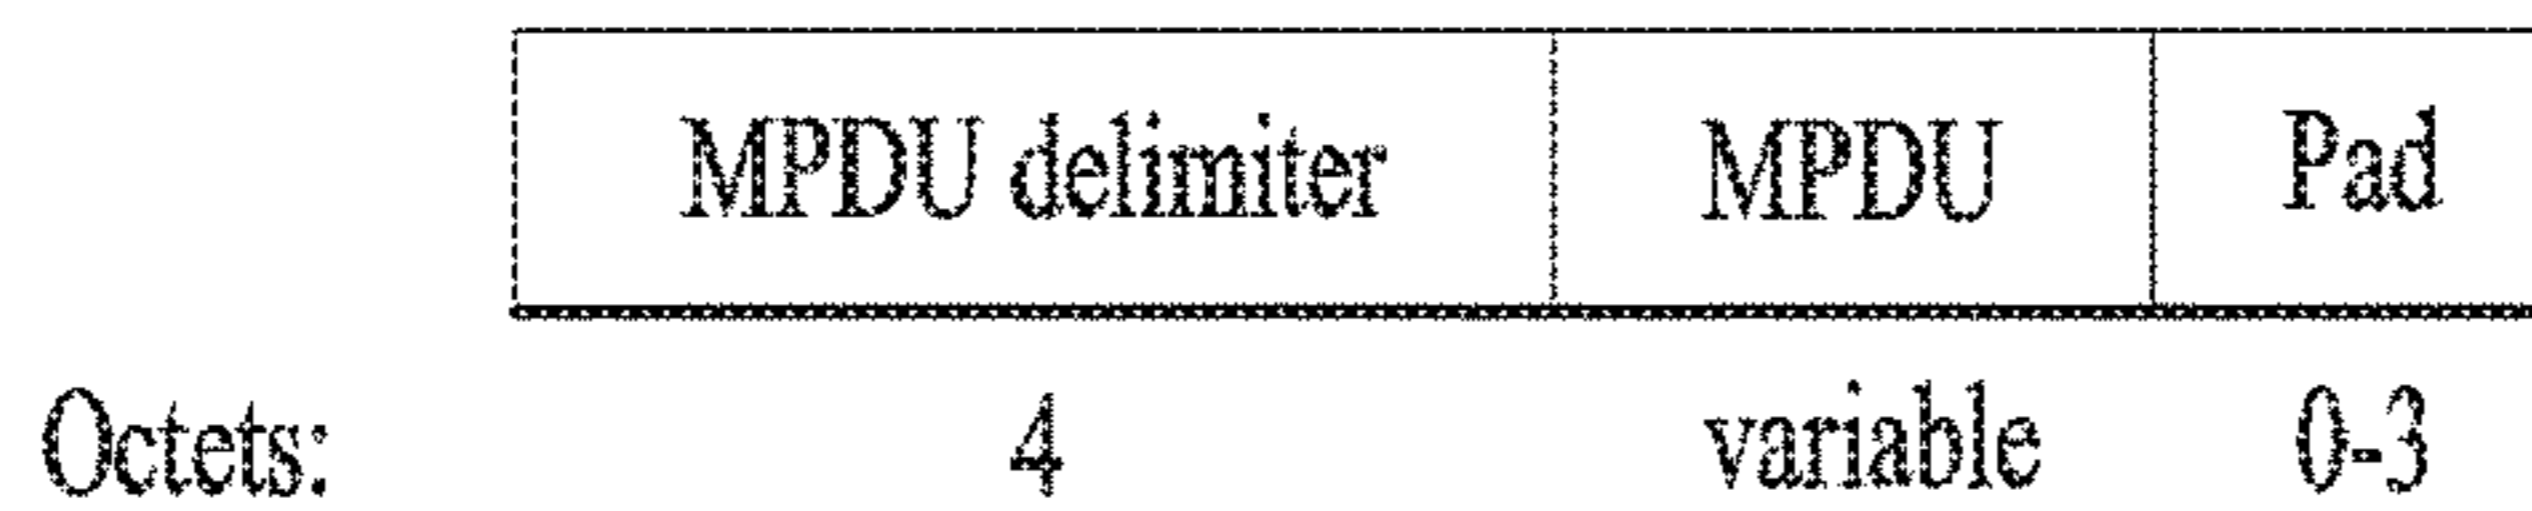 MPDU delimiter MPDU Pad
Octets: 4 variable 0-3